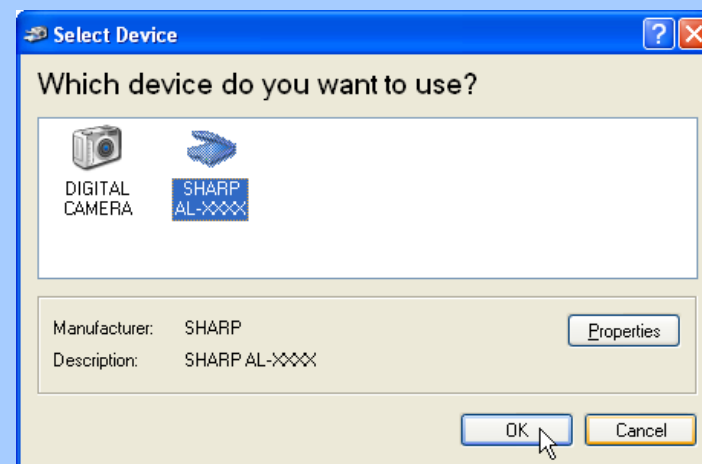 Select Device
Which device do you want to use?
DIGITAL
CAMERA
SHARP
AL-XXXX
Manufacturer: SHARP
Properties
Description: SHARP AL-XXXX
OK
Cancel